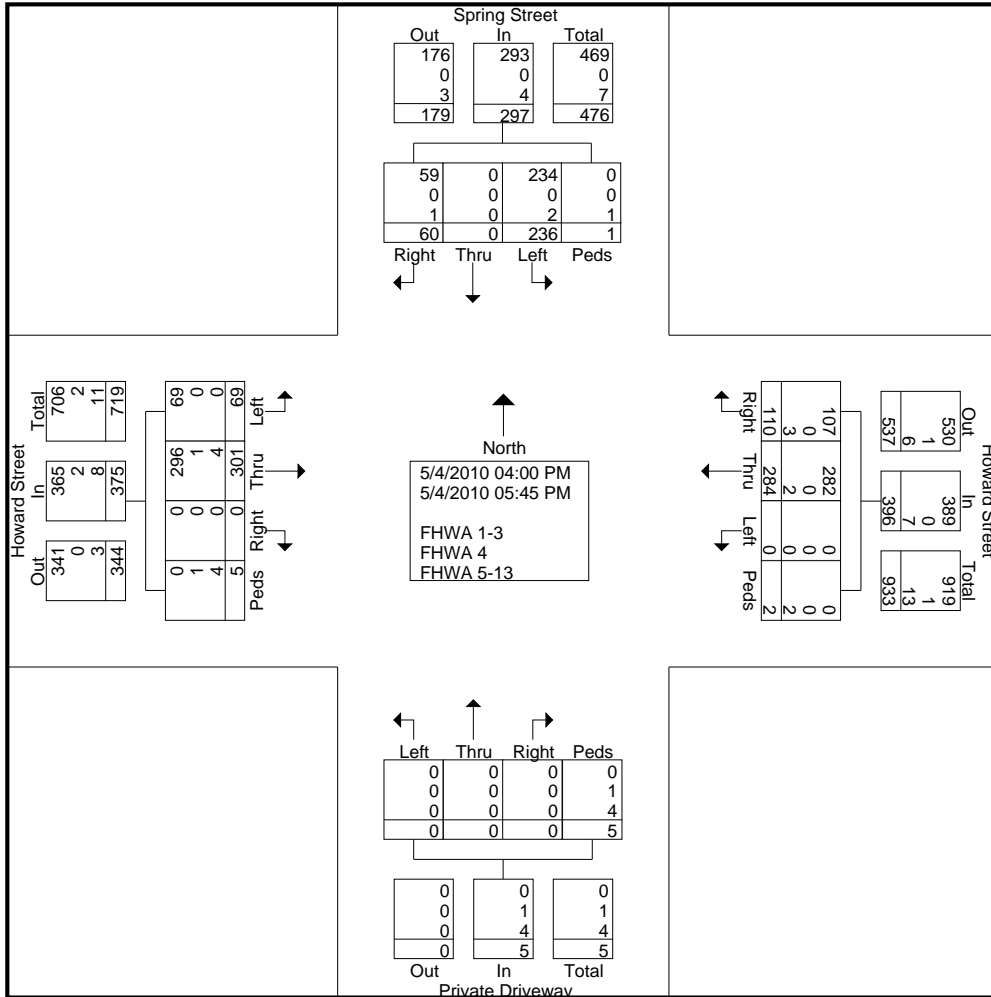 Spring Street
Out In Total
176 293 469
0 0 0
3 4 7
179 297 476
59 0 234 0
0 0 0 0
1 0 2 1
60 0 236 1
Right Thru Left Peds
Howard Street
Total In Out
706 365 341
2 2 0
11 8 3
719 375 344
Left Thru Right Peds
69 296 0 0
0 1 0 1
0 4 0 4
69 301 0 5
North
5/4/2010 04:00 PM
5/4/2010 05:45 PM
FHWA 1-3
FHWA 4
FHWA 5-13
Right Thru Left Peds
107 282 0 0
0 0 0 0
3 2 0 2
110 284 0 2
Howard Street
Out In Total
530 389 919
1 0 1
6 7 13
537 396 933
Left Thru Right Peds
0 0 0 0
0 0 0 1
0 0 0 4
0 0 0 5
0 0 0
0 1 1
0 4 4
0 5 5
Out In Total
Private Driveway